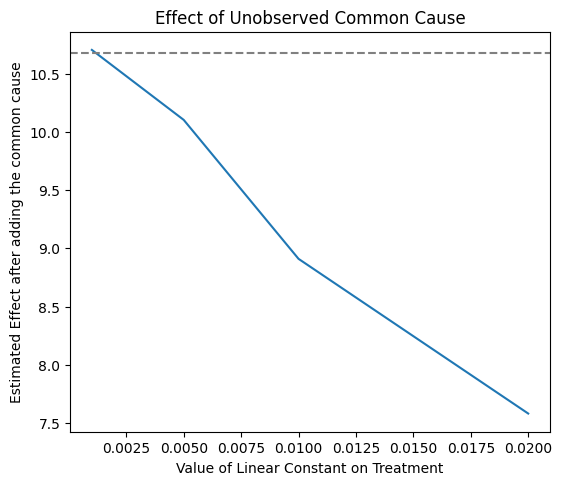 Effect of Unobserved Common Cause
Estimated Effect after adding the common cause
10.5
10.0
9.5
9.0
8.5
8.0
7.5
0.0025 0.0050 0.0075 0.0100 0.0125 0.0150 0.0175 0.0200
Value of Linear Constant on Treatment